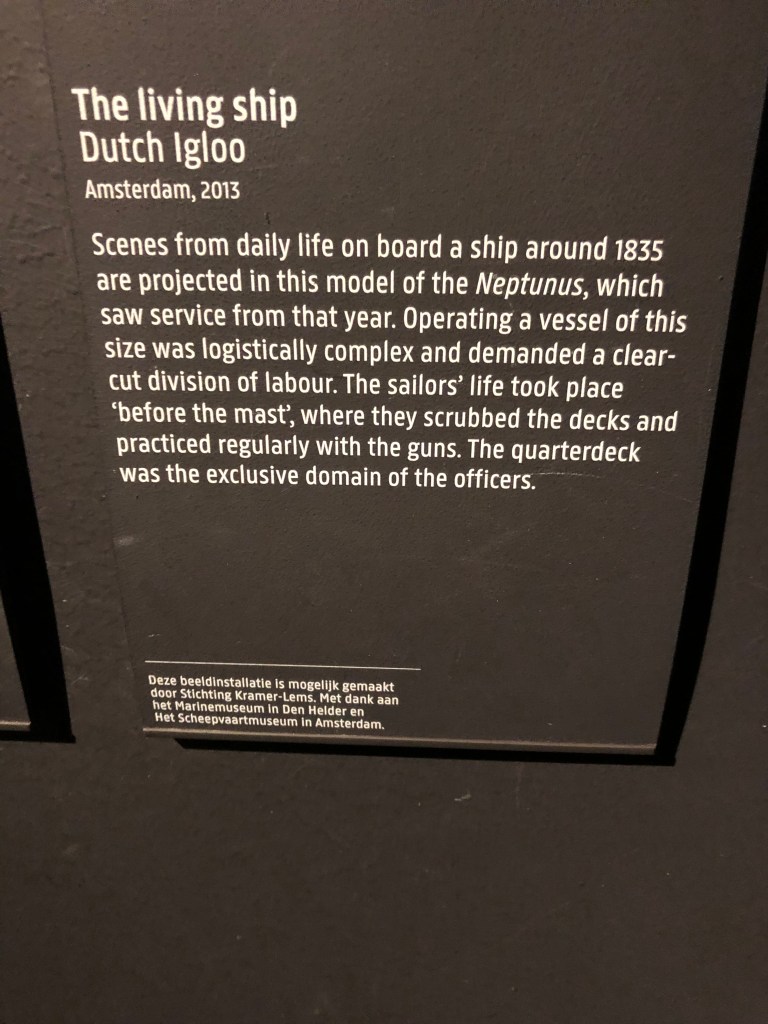 The living ship
Dutch Igloo
Amsterdam, 2013
Scenes from daily life on board a ship around 1835
are projected in this model of the Neptunus, which
saw service from that year. Operating a vessel of this
size was logistically complex and demanded a clear-
cut division of labour. The sailors’ life took place
‘before the mast’, where they scrubbed the decks and
practiced regularly with the guns. The quarterdeck
was the exclusive domain of the officers.
Deze beeldinstallatie is mogelijk gemaakt
door Stichting Kramer-Lems. Met dank aan
het Marinemuseum in Den Helder en
Het Scheepvaartmuseum in Amsterdam.